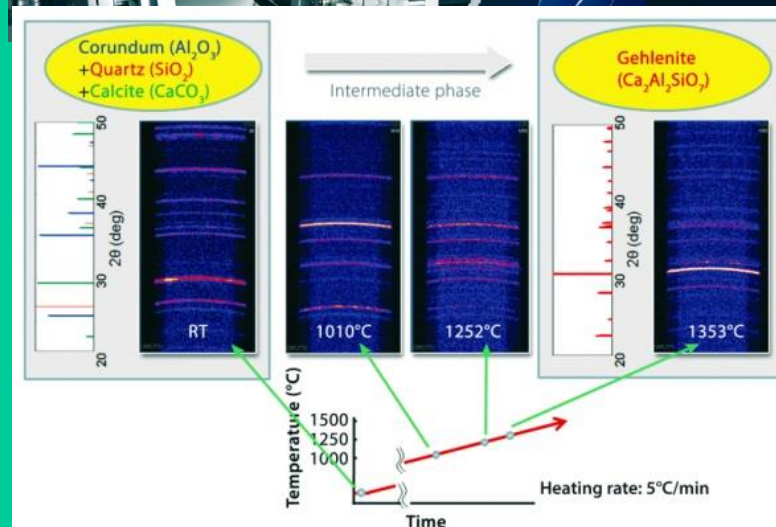 Corundum (Al₂O₃)
+Quartz (SiO₂)
+Calcite (CaCO₃)
Intermediate phase
Gehlenite
(Ca₂Al₂SiO₇)
50
40
30
20
2θ (deg)
RT
1010°C
1252°C
50
40
30
20
2θ (deg)
1353°C
Temperature (°C)
1500
1250
1000
Heating rate: 5°C/min
Time